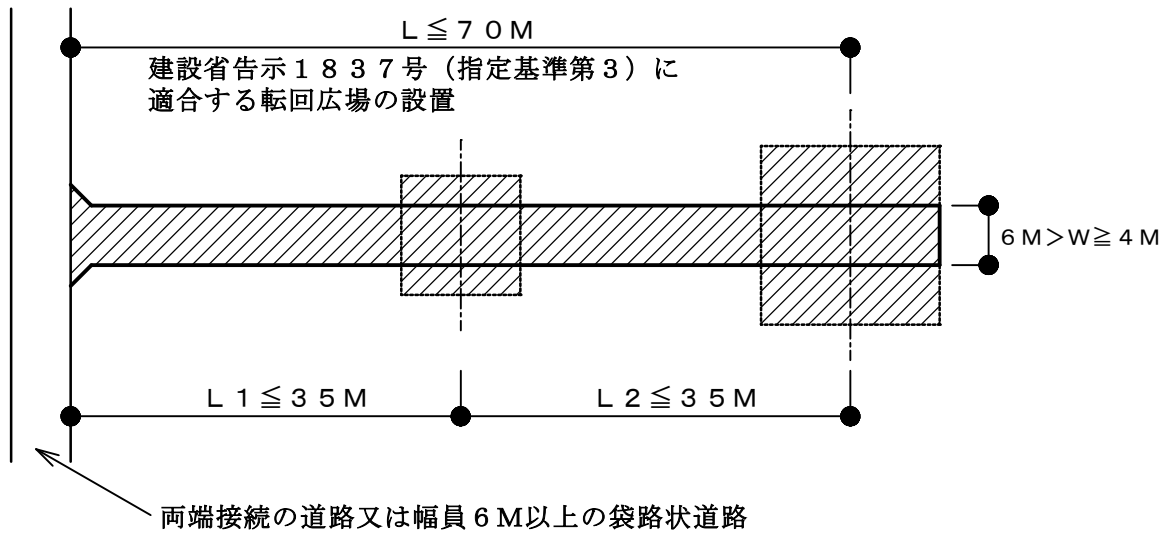 Ｌ≦７０Ｍ
建設省告示１８３７号（指定基準第３）に
適合する転回広場の設置
６Ｍ＞Ｗ≧４Ｍ
Ｌ１≦３５Ｍ
Ｌ２≦３５Ｍ
両端接続の道路又は幅員６Ｍ以上の袋路状道路